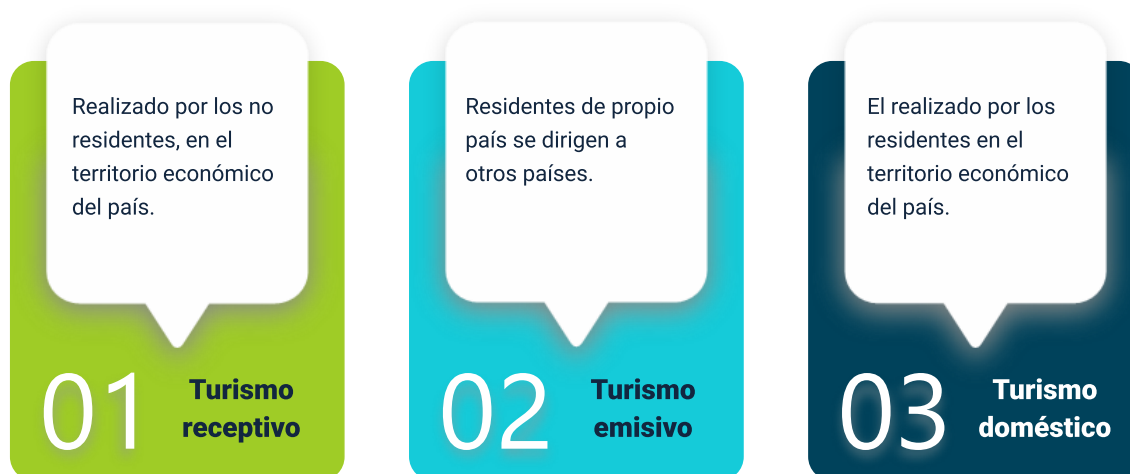 Realizado por los no
residentes, en el
territorio económico
del país.
01
Turismo
receptivo
Residentes de propio
país se dirigen a
otros países.
02
Turismo
emisivo
El realizado por los
residentes en el
territorio económico
del país.
03
Turismo
doméstico